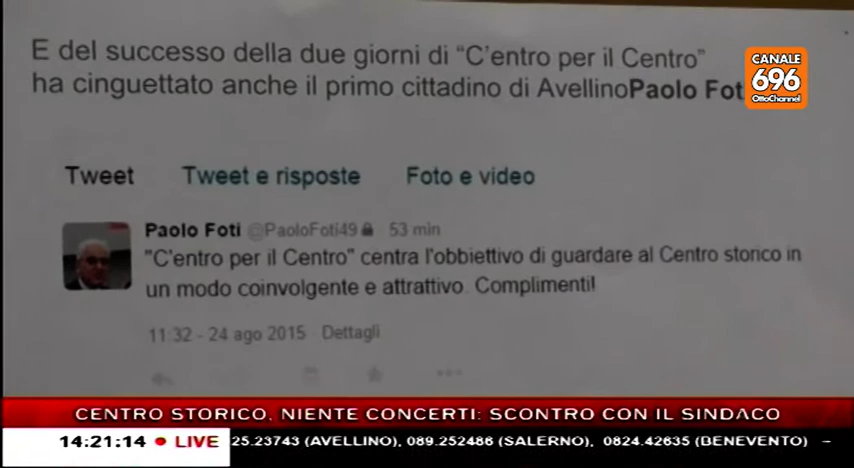 E del successo della due giorni di “C’entro per il Centro”
ha cinguettato anche il primo cittadino di AvellinoPaolo Fot
CANALE
696
OttoChannel
Tweet Tweet e risposte Foto e video
Paolo Foti @PaoloFoti49 53 min
"C'entro per il Centro" centra l'obbiettivo di guardare al Centro storico in
un modo coinvolgente e attrattivo. Complimenti!
11:32 - 24 ago 2015 Dettagli
CENTRO STORICO, NIENTE CONCERTI: SCONTRO CON IL SINDACO
14:21:14 LIVE 25.23743 (AVELLINO), 089.252486 (SALERNO), 0824.42635 (BENEVENTO) –